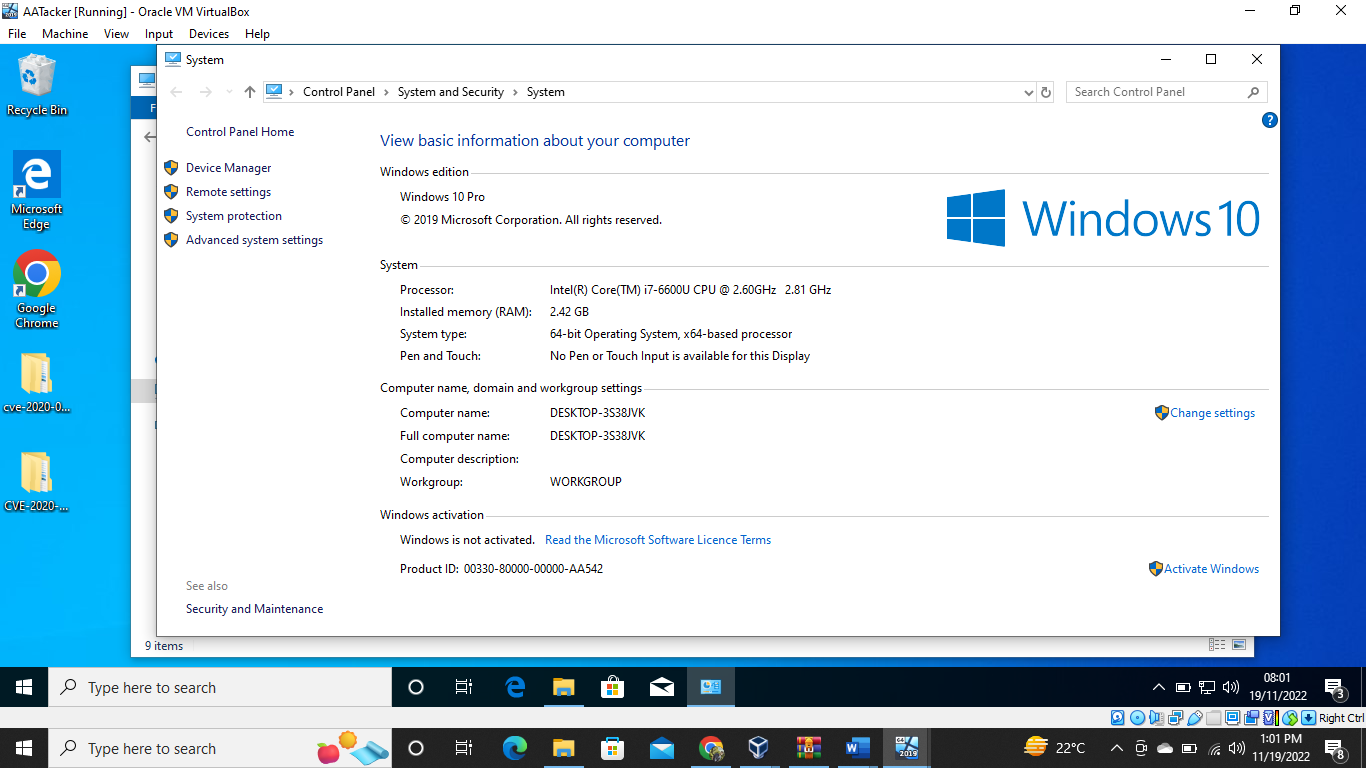 AATacker [Running] - Oracle VM VirtualBox
File Machine View Input Devices Help
Recycle Bin
Microsoft Edge
Google Chrome
cve-2020-0...
CVE-2020-...
System
Control Panel > System and Security > System
Search Control Panel
Control Panel Home
Device Manager
Remote settings
System protection
Advanced system settings
See also
Security and Maintenance
View basic information about your computer
Windows edition
Windows 10 Pro
© 2019 Microsoft Corporation. All rights reserved.
Windows 10
System
Processor: Intel(R) Core(TM) i7-6600U CPU @ 2.60GHz 2.81 GHz
Installed memory (RAM): 2.42 GB
System type: 64-bit Operating System, x64-based processor
Pen and Touch: No Pen or Touch Input is available for this Display
Computer name, domain and workgroup settings
Computer name: DESKTOP-3S38JVK
Change settings
Full computer name: DESKTOP-3S38JVK
Computer description:
Workgroup: WORKGROUP
Windows activation
Windows is not activated. Read the Microsoft Software Licence Terms
Product ID: 00330-80000-00000-AA542
Activate Windows
9 items
Type here to search
08:01
19/11/2022
3
Right Ctrl
Type here to search
64
2019
22°C
1:01 PM
11/19/2022
8